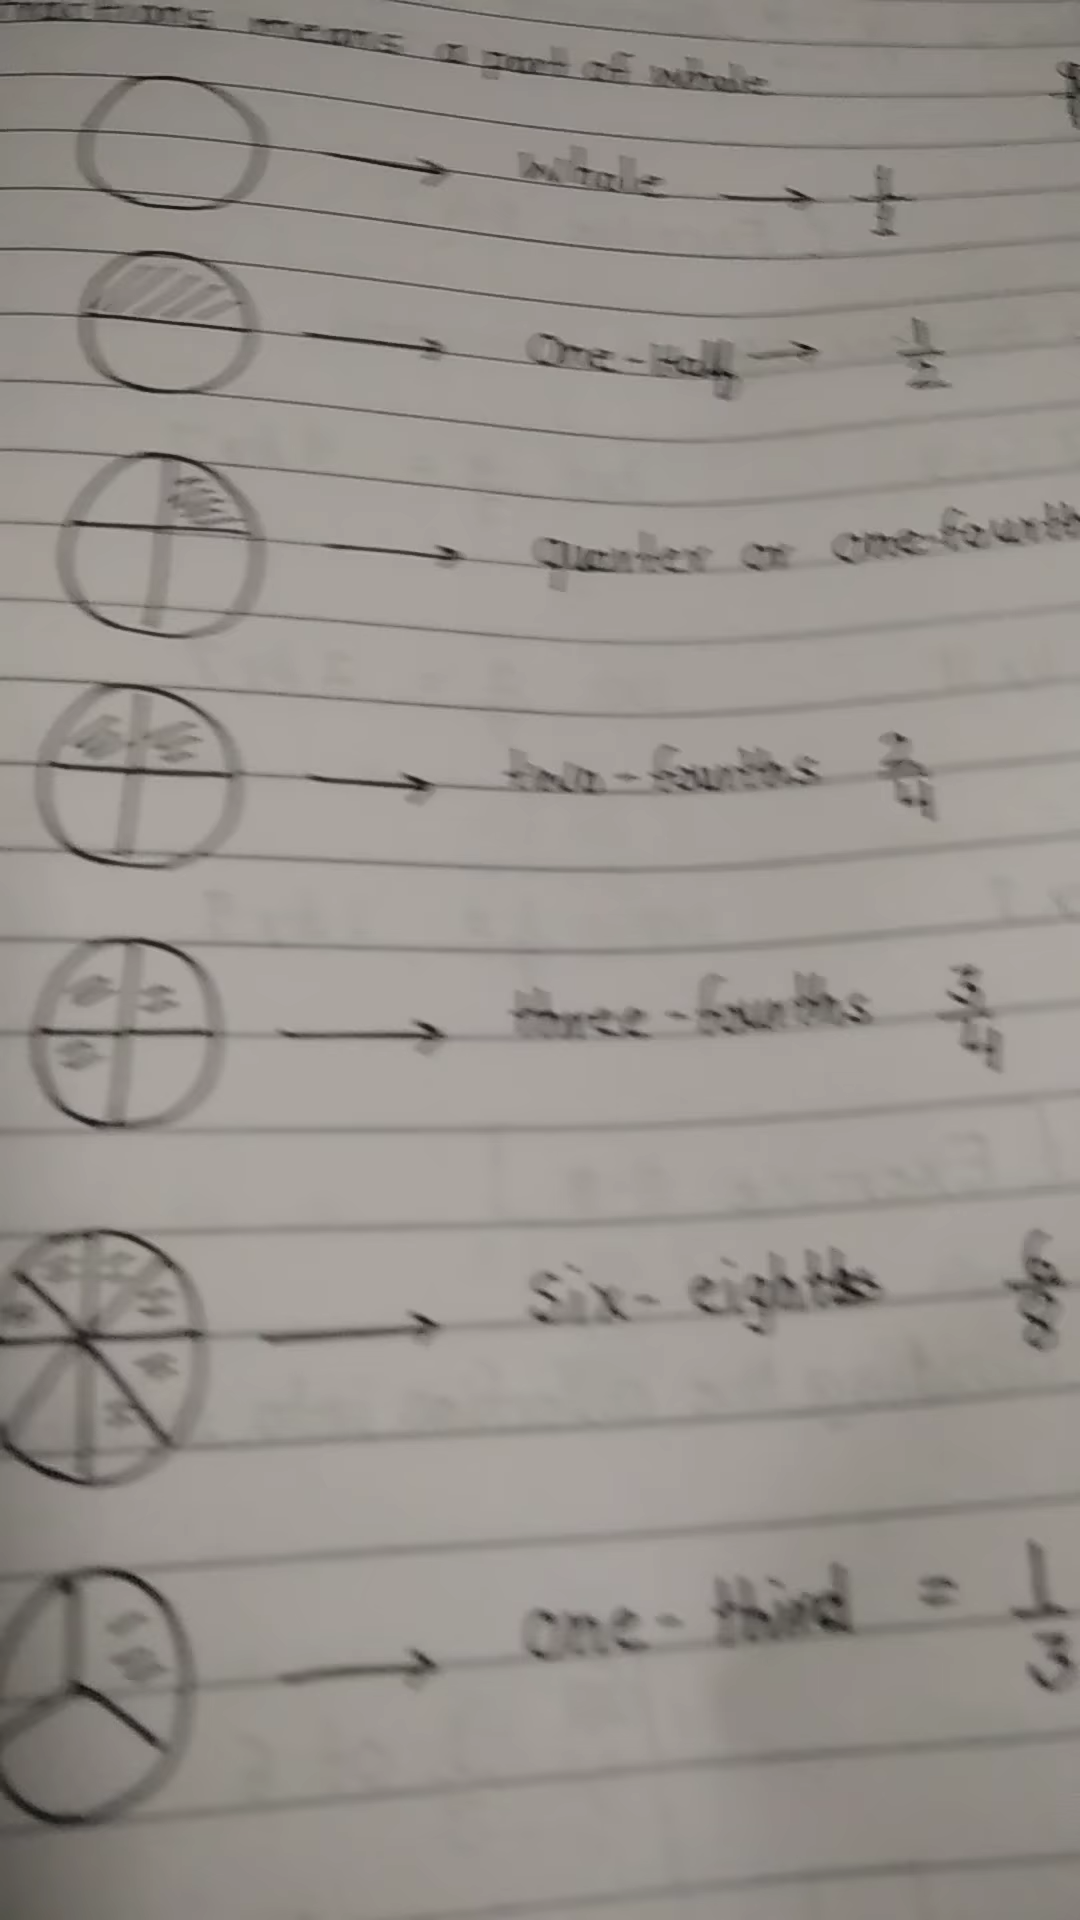 means a part of whole
whole → 1/1
one-Half → 1/2
quarter or one-fourth
two-fourths 2/4
three-fourths 3/4
six-eighths 6/8
one-third = 1/3